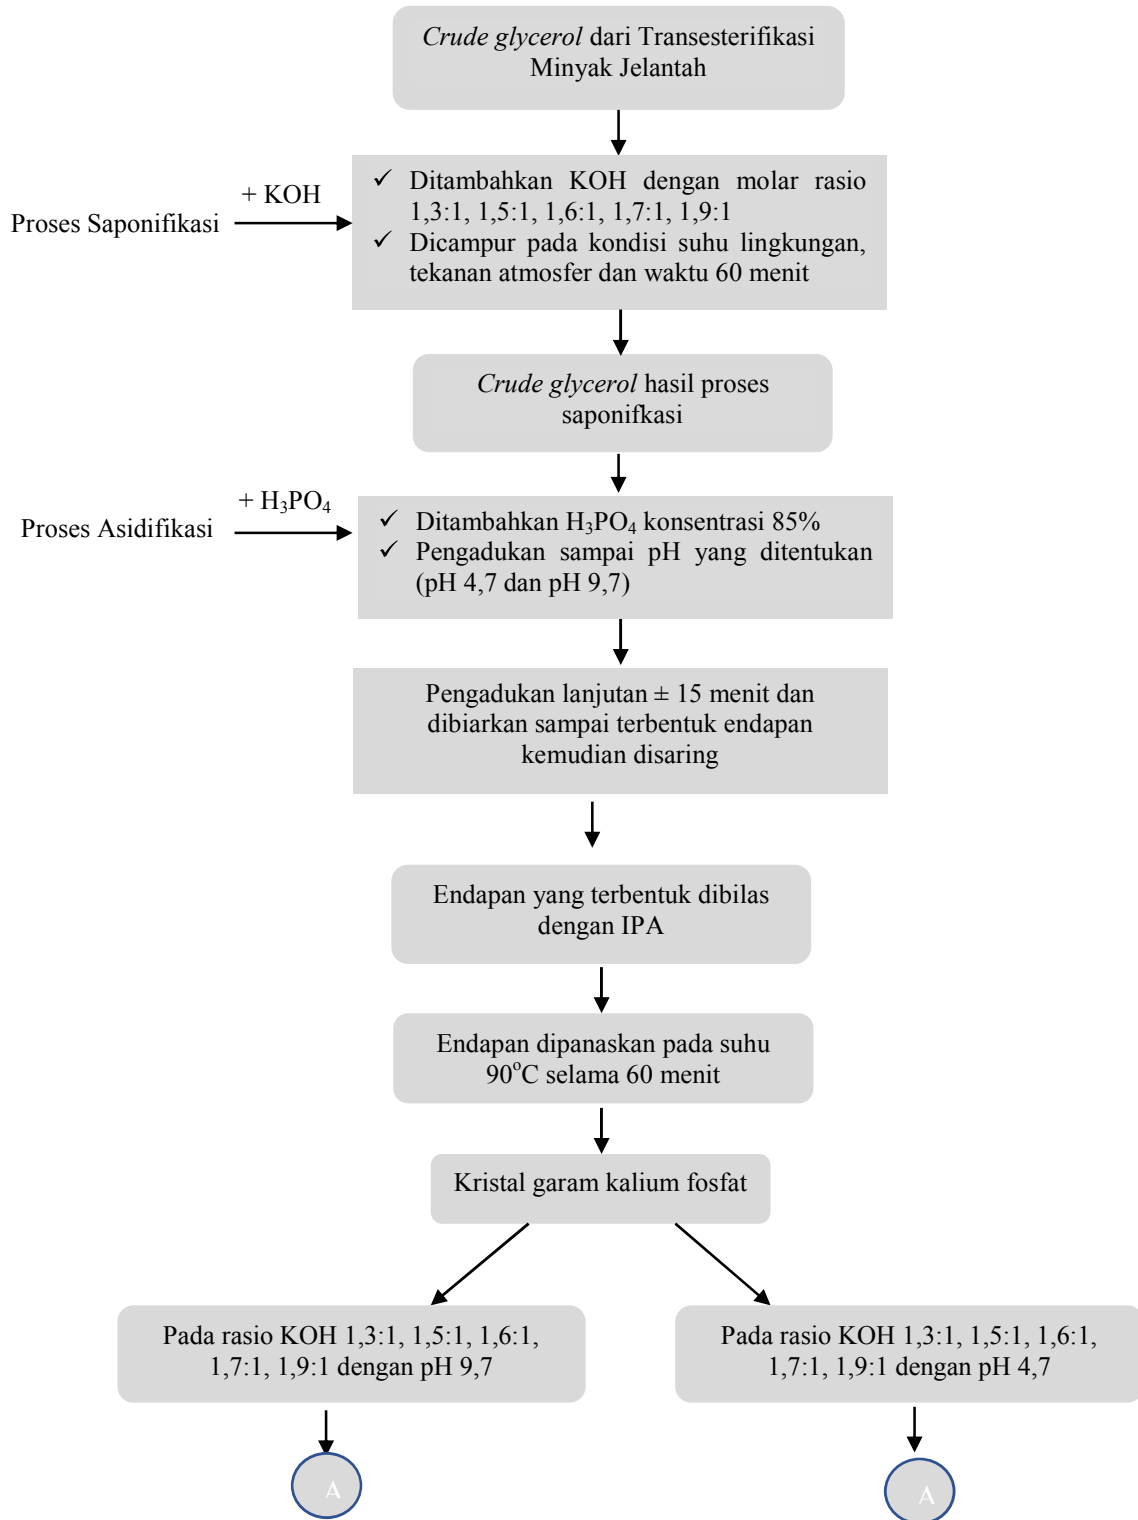 Crude glycerol dari Transesterifikasi
Minyak Jelantah
+ KOH
Proses Saponifikasi
✓ Ditambahkan KOH dengan molar rasio
1,3:1, 1,5:1, 1,6:1, 1,7:1, 1,9:1
✓ Dicampur pada kondisi suhu lingkungan,
tekanan atmosfer dan waktu 60 menit
Crude glycerol hasil proses
saponifkasi
+ H₃PO₄
Proses Asidifikasi
✓ Ditambahkan H₃PO₄ konsentrasi 85%
✓ Pengadukan sampai pH yang ditentukan
(pH 4,7 dan pH 9,7)
Pengadukan lanjutan ± 15 menit dan
dibiarkan sampai terbentuk endapan
kemudian disaring
Endapan yang terbentuk dibilas
dengan IPA
Endapan dipanaskan pada suhu
90°C selama 60 menit
Kristal garam kalium fosfat
Pada rasio KOH 1,3:1, 1,5:1, 1,6:1,
1,7:1, 1,9:1 dengan pH 9,7
Pada rasio KOH 1,3:1, 1,5:1, 1,6:1,
1,7:1, 1,9:1 dengan pH 4,7
A
A